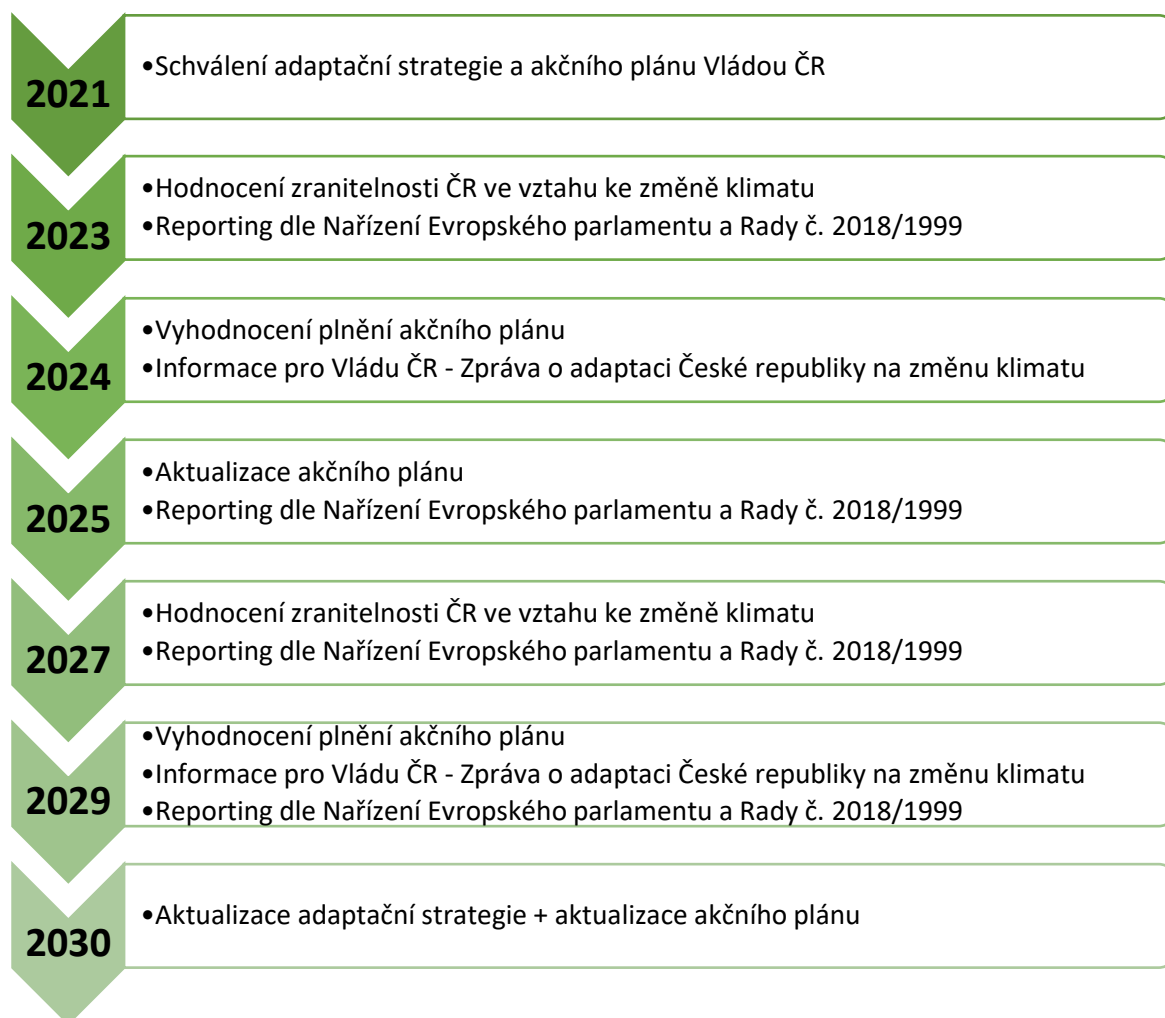 2021
•Schválení adaptační strategie a akčního plánu Vládou ČR
2023
•Hodnocení zranitelnosti ČR ve vztahu ke změně klimatu
•Reporting dle Nařízení Evropského parlamentu a Rady č. 2018/1999
2024
•Vyhodnocení plnění akčního plánu
•Informace pro Vládu ČR - Zpráva o adaptaci České republiky na změnu klimatu
2025
•Aktualizace akčního plánu
•Reporting dle Nařízení Evropského parlamentu a Rady č. 2018/1999
2027
•Hodnocení zranitelnosti ČR ve vztahu ke změně klimatu
•Reporting dle Nařízení Evropského parlamentu a Rady č. 2018/1999
2029
•Vyhodnocení plnění akčního plánu
•Informace pro Vládu ČR - Zpráva o adaptaci České republiky na změnu klimatu
•Reporting dle Nařízení Evropského parlamentu a Rady č. 2018/1999
2030
•Aktualizace adaptační strategie + aktualizace akčního plánu